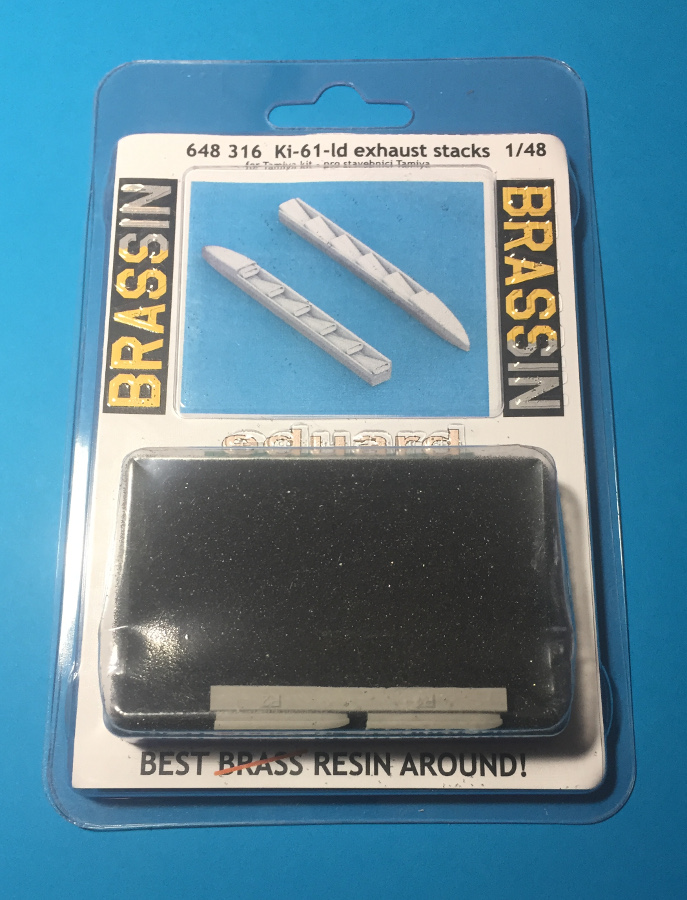 648 316 Ki-61-Id exhaust stacks 1/48
for Tamiya kit - pro stavebnici Tamiya
BRASSIN
BRASSIN
eduard
BEST BRASS RESIN AROUND!